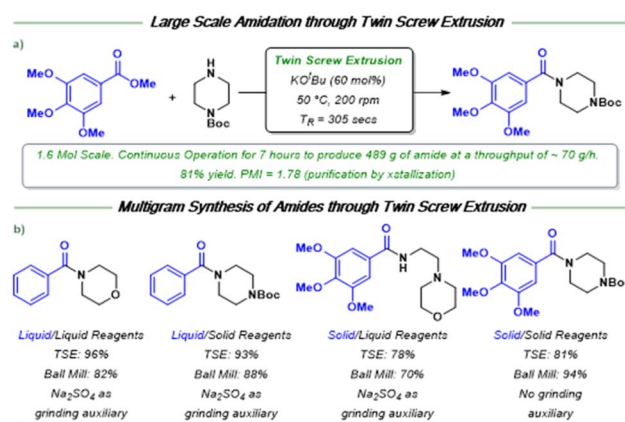 Large Scale Amidation through Twin Screw Extrusion
a)
MeO
MeO
OMe
O
OMe
+
H
N
N
Boc
Twin Screw Extrusion
KOᵗBu (60 mol%)
50 °C, 200 rpm
T_R = 305 secs
MeO
MeO
OMe
O
N
NBoc
1.6 Mol Scale. Continuous Operation for 7 hours to produce 489 g of amide at a throughput of ~ 70 g/h.
81% yield. PMI = 1.78 (purification by xstallization)
Multigram Synthesis of Amides through Twin Screw Extrusion
b)
O
N
O
Liquid/Liquid Reagents
TSE: 96%
Ball Mill: 82%
Na₂SO₄ as
grinding auxiliary
O
N
NBoc
Liquid/Solid Reagents
TSE: 93%
Ball Mill: 88%
Na₂SO₄ as
grinding auxiliary
MeO
MeO
OMe
O
N
H
N
O
Solid/Liquid Reagents
TSE: 78%
Ball Mill: 70%
Na₂SO₄ as
grinding auxiliary
MeO
MeO
OMe
O
N
NBo
Solid/Solid Reagents
TSE: 81%
Ball Mill: 94%
No grinding
auxiliary